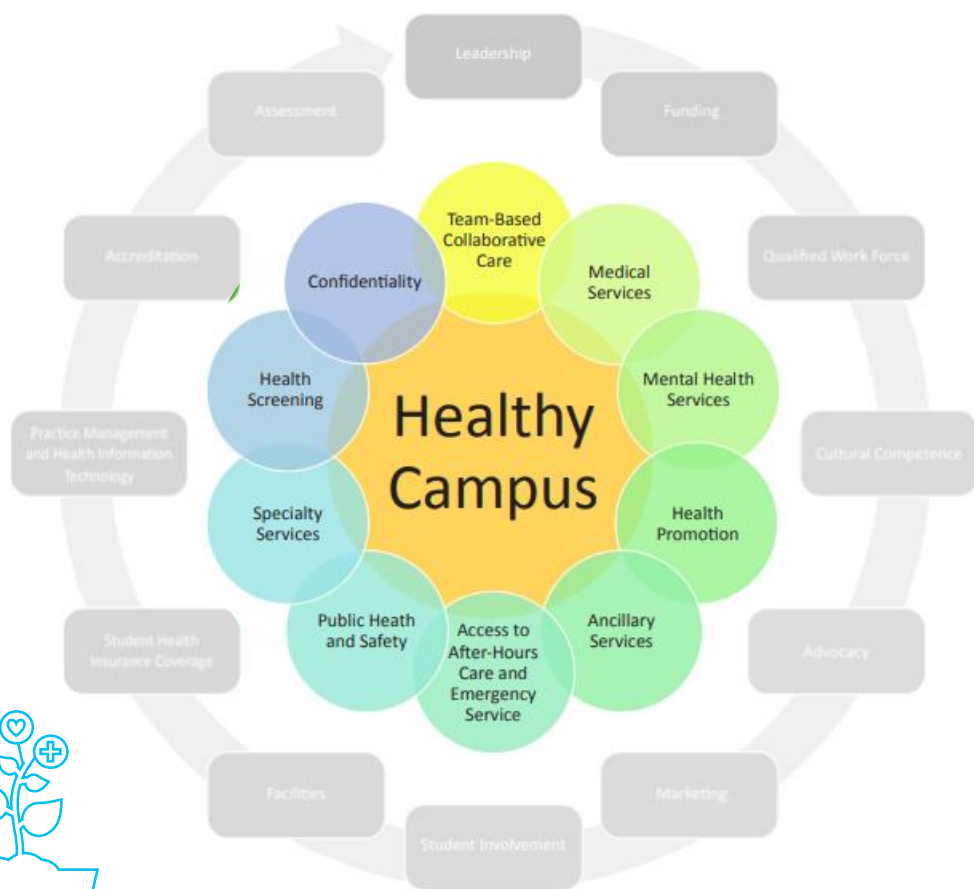 Leadership
Funding
Qualified Work Force
Cultural Competence
Advocacy
Marketing
Student Involvement
Facilities
Student Health
Insurance Coverage
Practice Management
and Health Information
Technology
Accreditation
Assessment
Team-Based
Collaborative
Care
Medical
Services
Mental Health
Services
Health
Promotion
Ancillary
Services
Access to
After-Hours
Care and
Emergency
Service
Public Heath
and Safety
Specialty
Services
Health
Screening
Confidentiality
Healthy
Campus